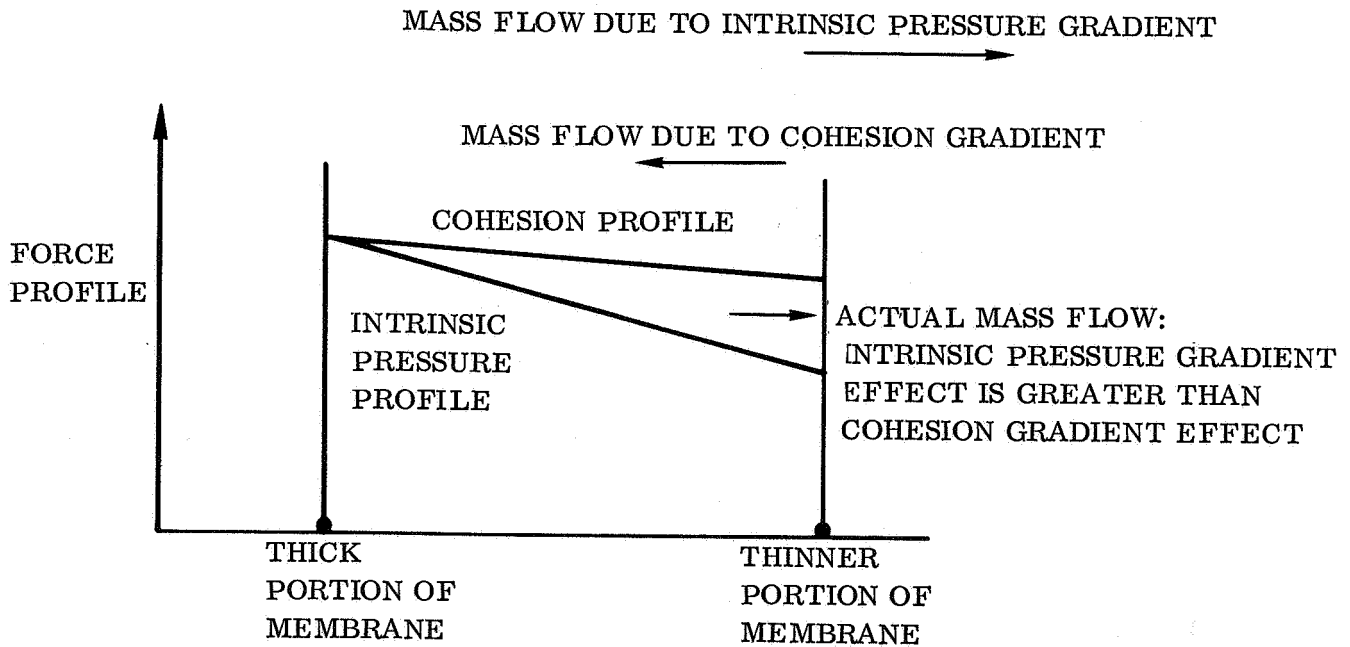 MASS FLOW DUE TO INTRINSIC PRESSURE GRADIENT
MASS FLOW DUE TO COHESION GRADIENT
COHESION PROFILE
FORCE
PROFILE
INTRINSIC
PRESSURE
PROFILE
ACTUAL MASS FLOW:
INTRINSIC PRESSURE GRADIENT
EFFECT IS GREATER THAN
COHESION GRADIENT EFFECT
THICK
PORTION OF
MEMBRANE
THINNER
PORTION OF
MEMBRANE